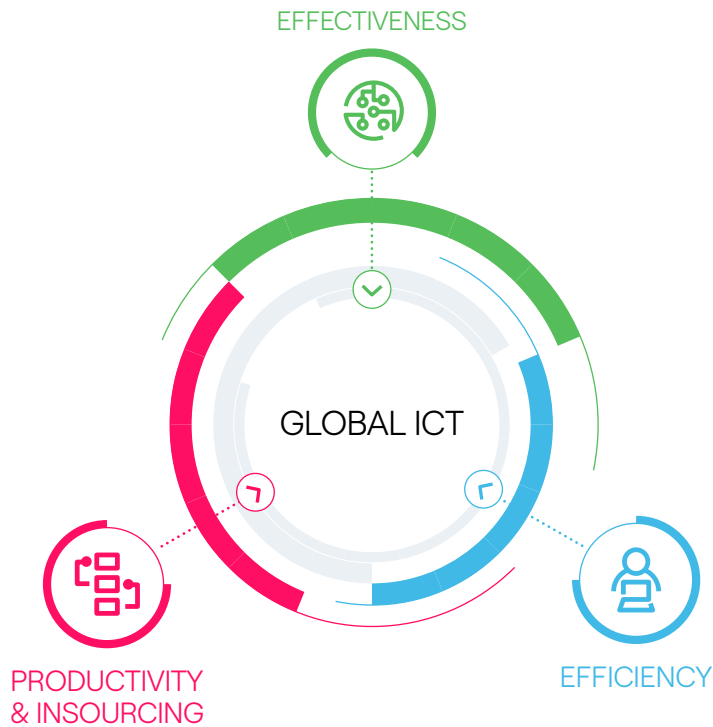 EFFECTIVENESS
GLOBAL ICT
PRODUCTIVITY
& INSOURCING
EFFICIENCY